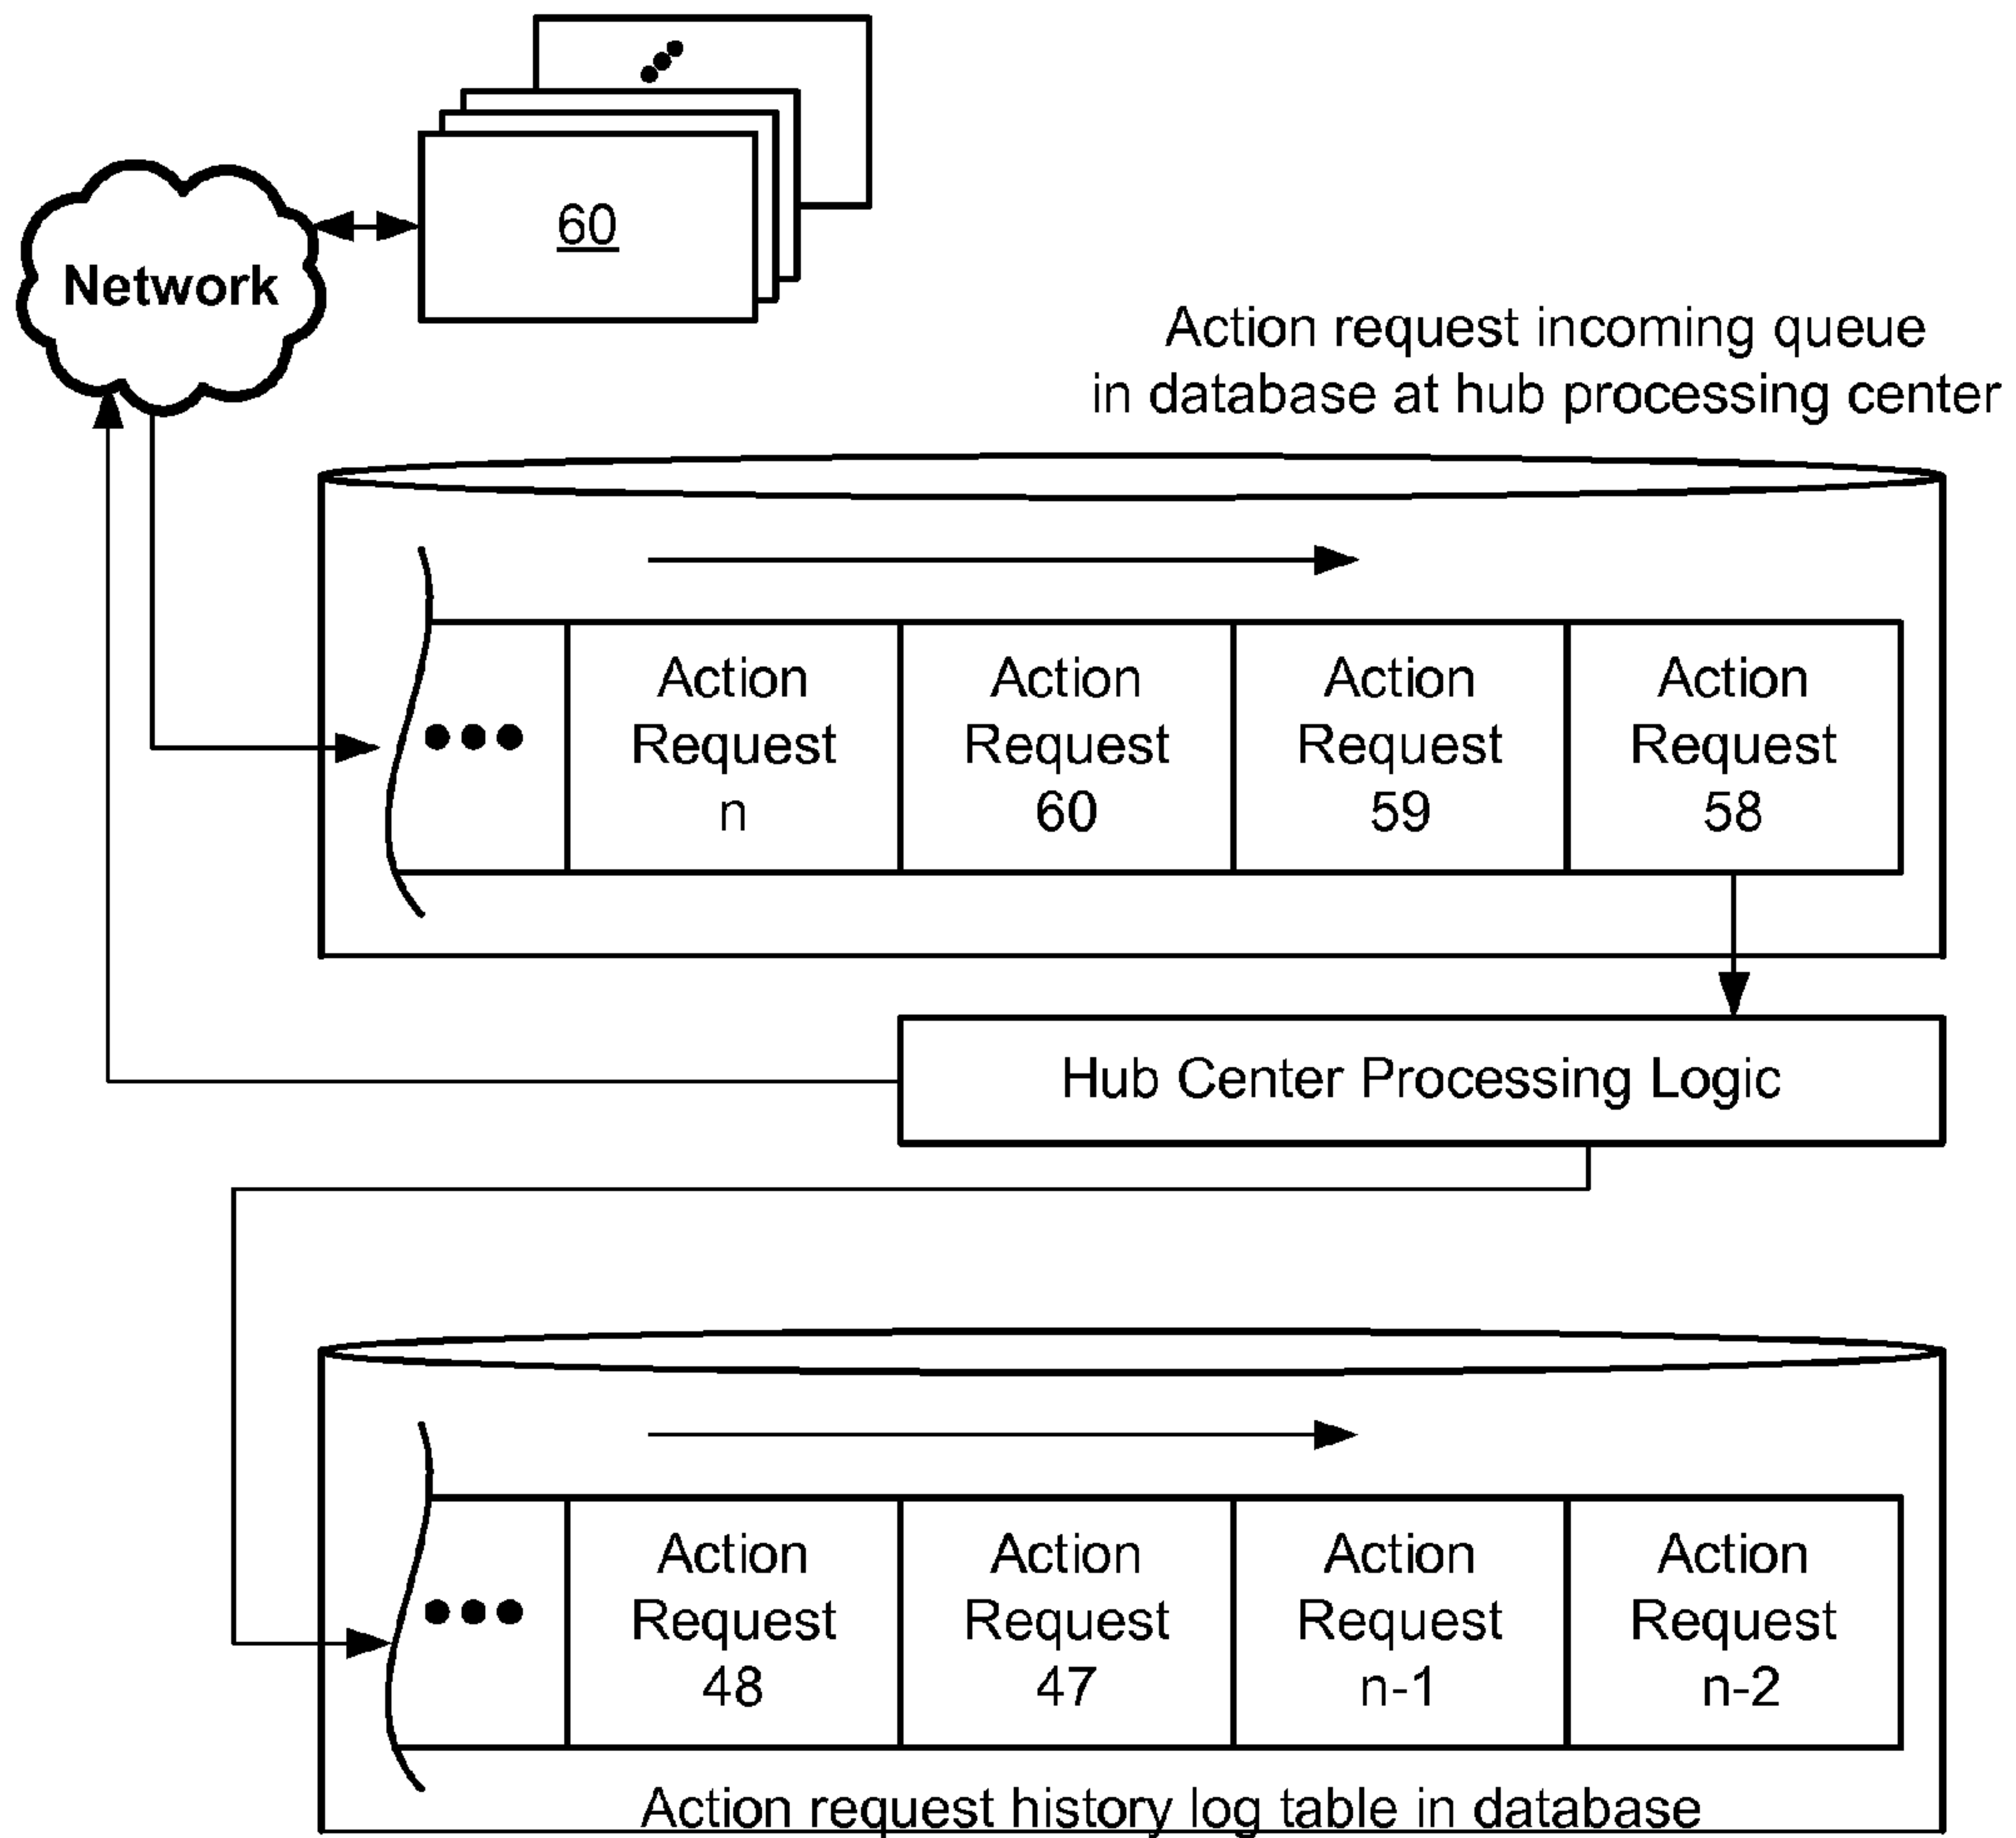 60
Network
Action request incoming queue
in database at hub processing center
Action
Request
n
Action
Request
60
Action
Request
59
Action
Request
58
Hub Center Processing Logic
Action
Request
48
Action
Request
47
Action
Request
n-1
Action
Request
n-2
Action request history log table in database